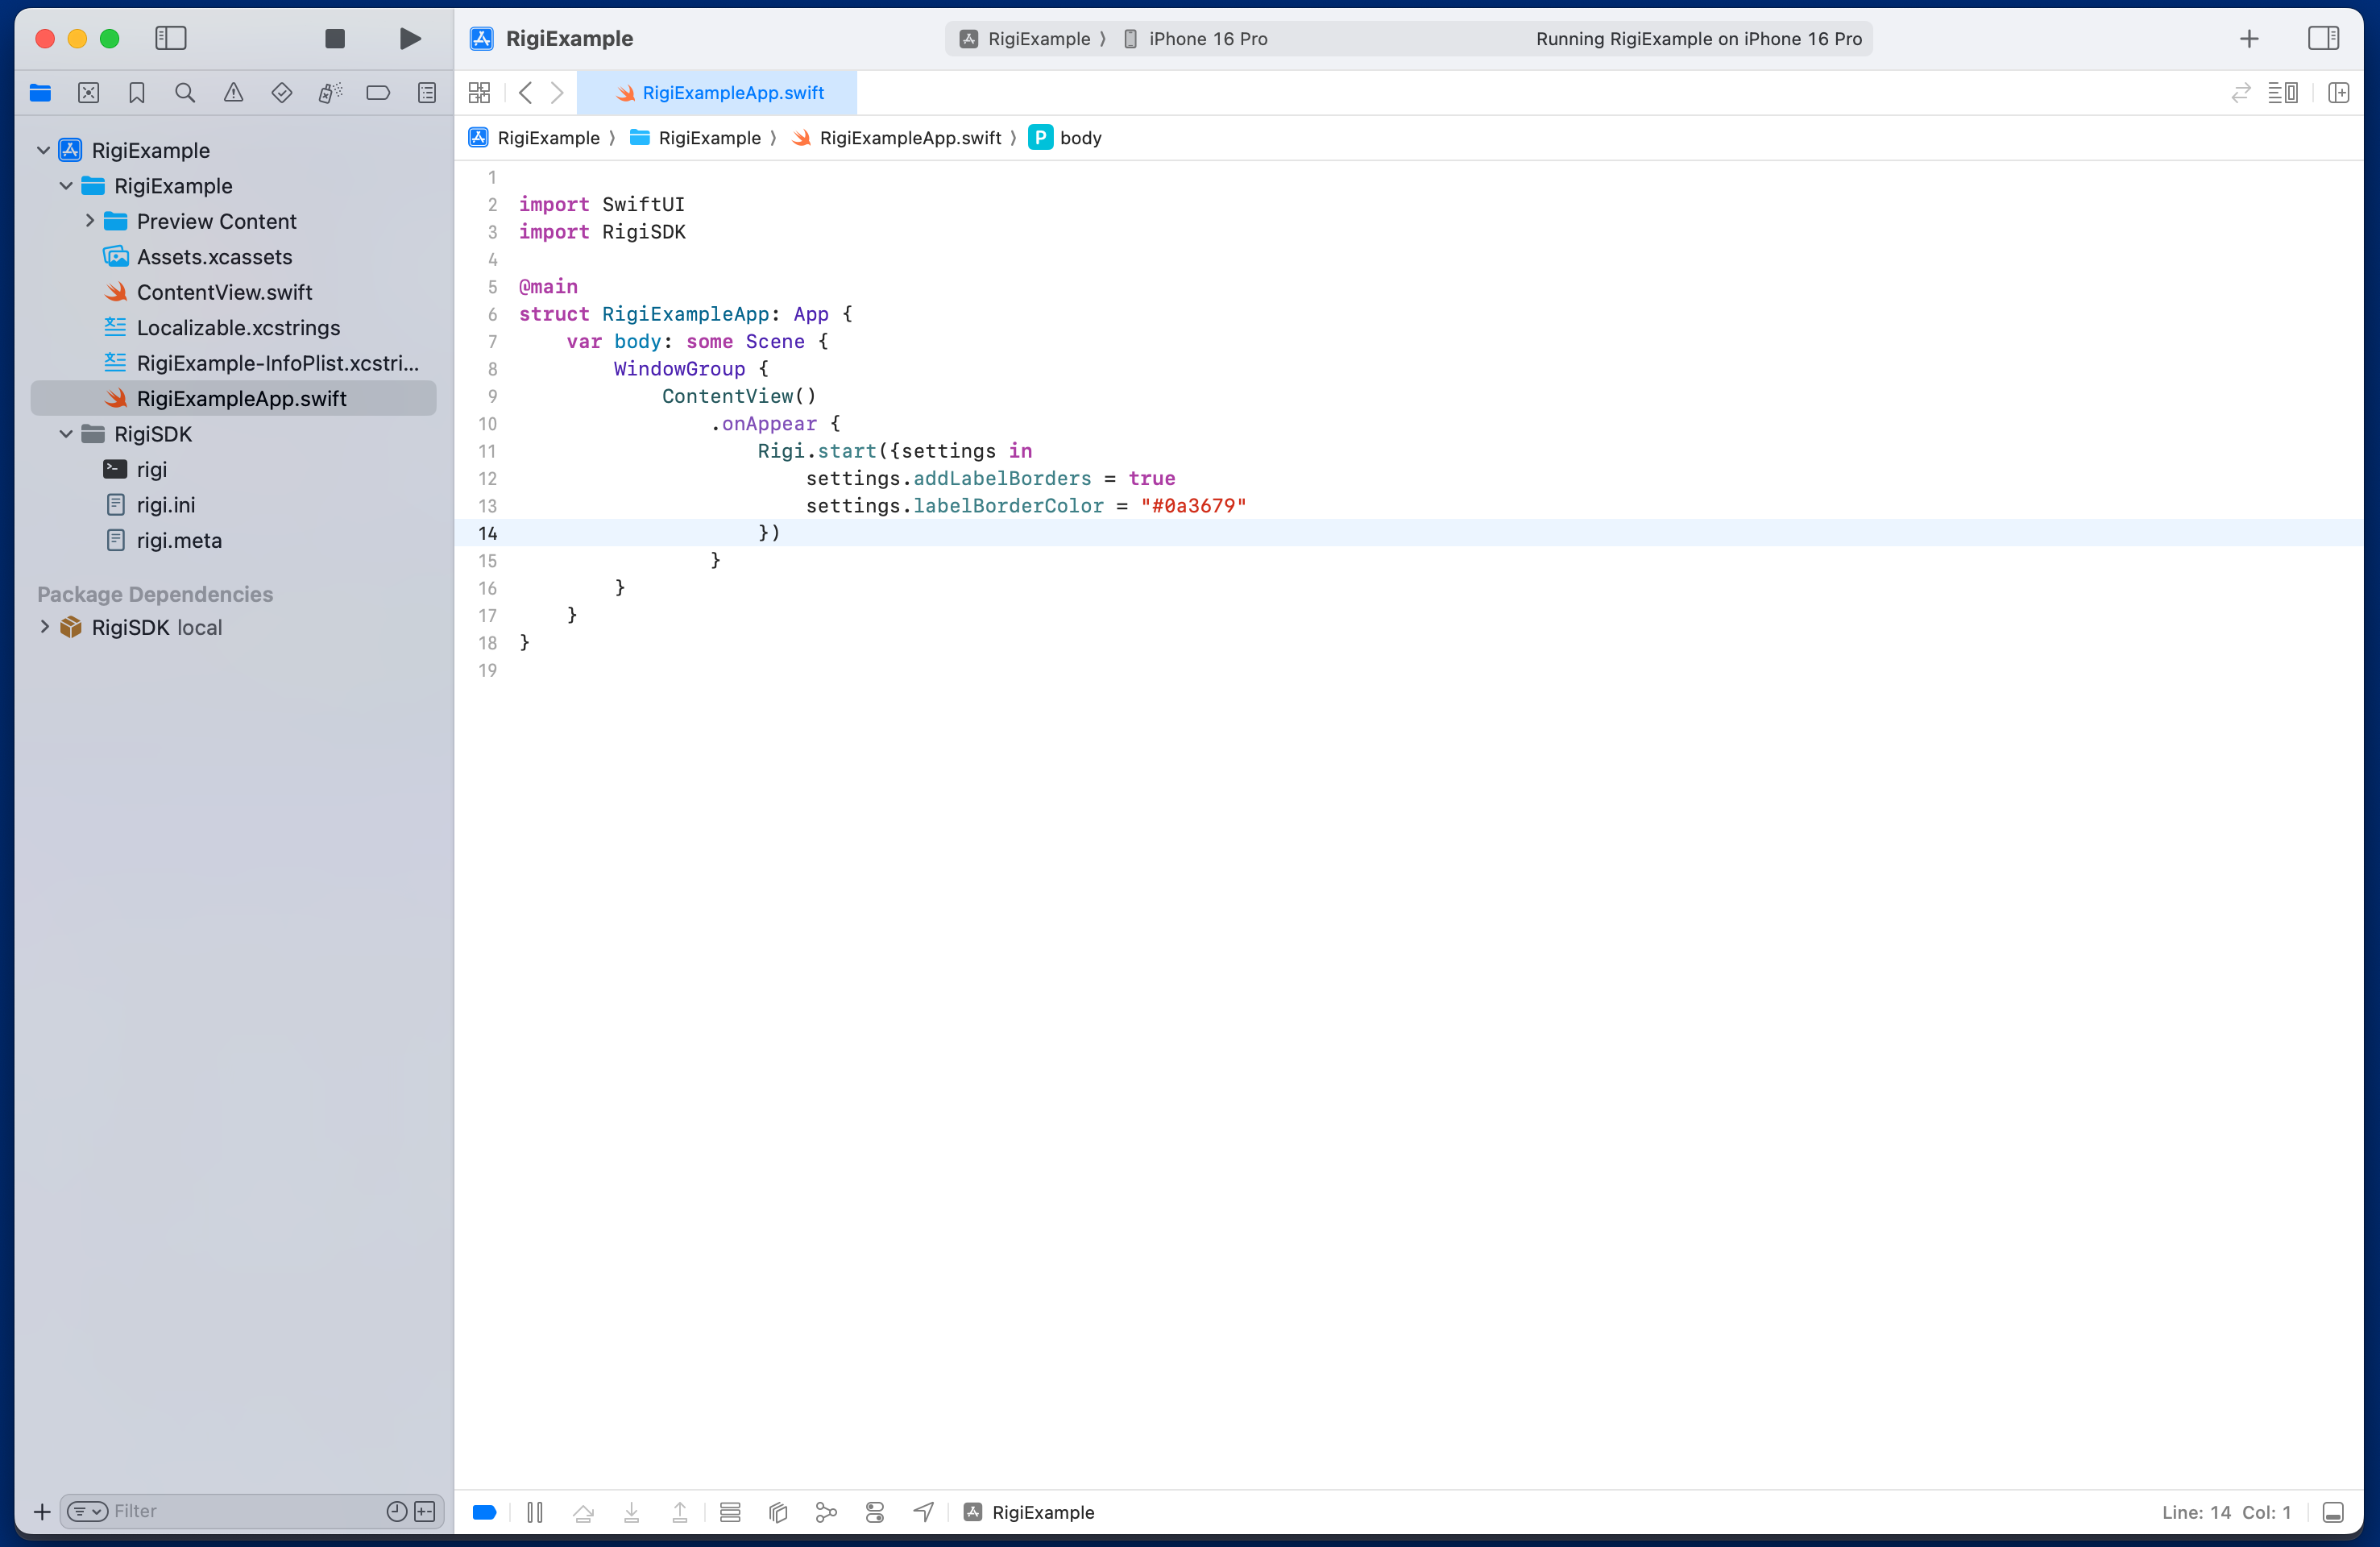 RigiExample
RigiExample 〉 iPhone 16 Pro
Running RigiExample on iPhone 16 Pro
RigiExampleApp.swift
RigiExample 〉 RigiExample 〉 RigiExampleApp.swift 〉 P body
RigiExample
RigiExample
Preview Content
Assets.xcassets
ContentView.swift
Localizable.xcstrings
RigiExample-InfoPlist.xcstri...
RigiExampleApp.swift
RigiSDK
rigi
rigi.ini
rigi.meta
Package Dependencies
RigiSDK local
Filter
1
2 import SwiftUI
3 import RigiSDK
4
5 @main
6 struct RigiExampleApp: App {
7     var body: some Scene {
8         WindowGroup {
9             ContentView()
10                 .onAppear {
11                     Rigi.start({settings in
12                         settings.addLabelBorders = true
13                         settings.labelBorderColor = "#0a3679"
14                     })
15                 }
16         }
17     }
18 }
19
RigiExample
Line: 14 Col: 1